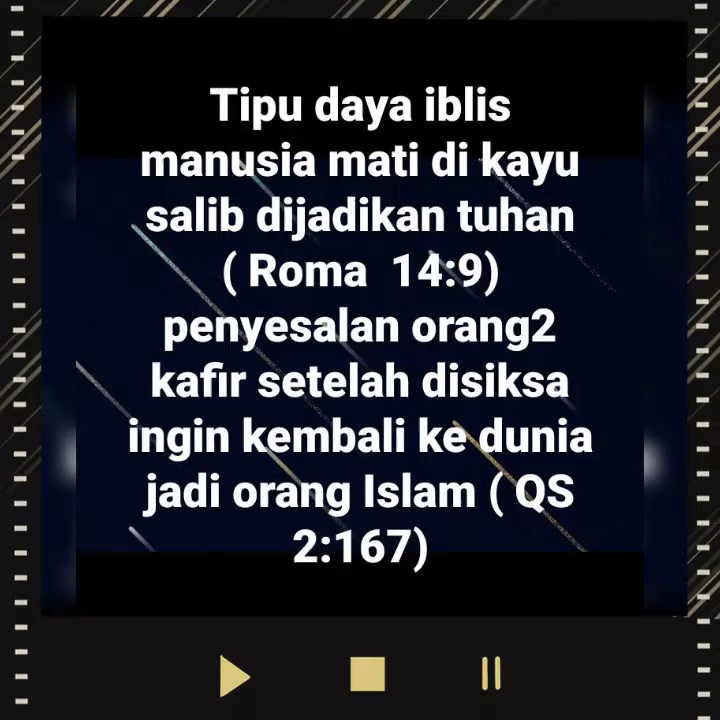 Tipu daya iblis
manusia mati di kayu
salib dijadikan tuhan
( Roma 14:9)
penyesalan orang2
kafir setelah disiksa
ingin kembali ke dunia
jadi orang Islam ( QS
2:167)